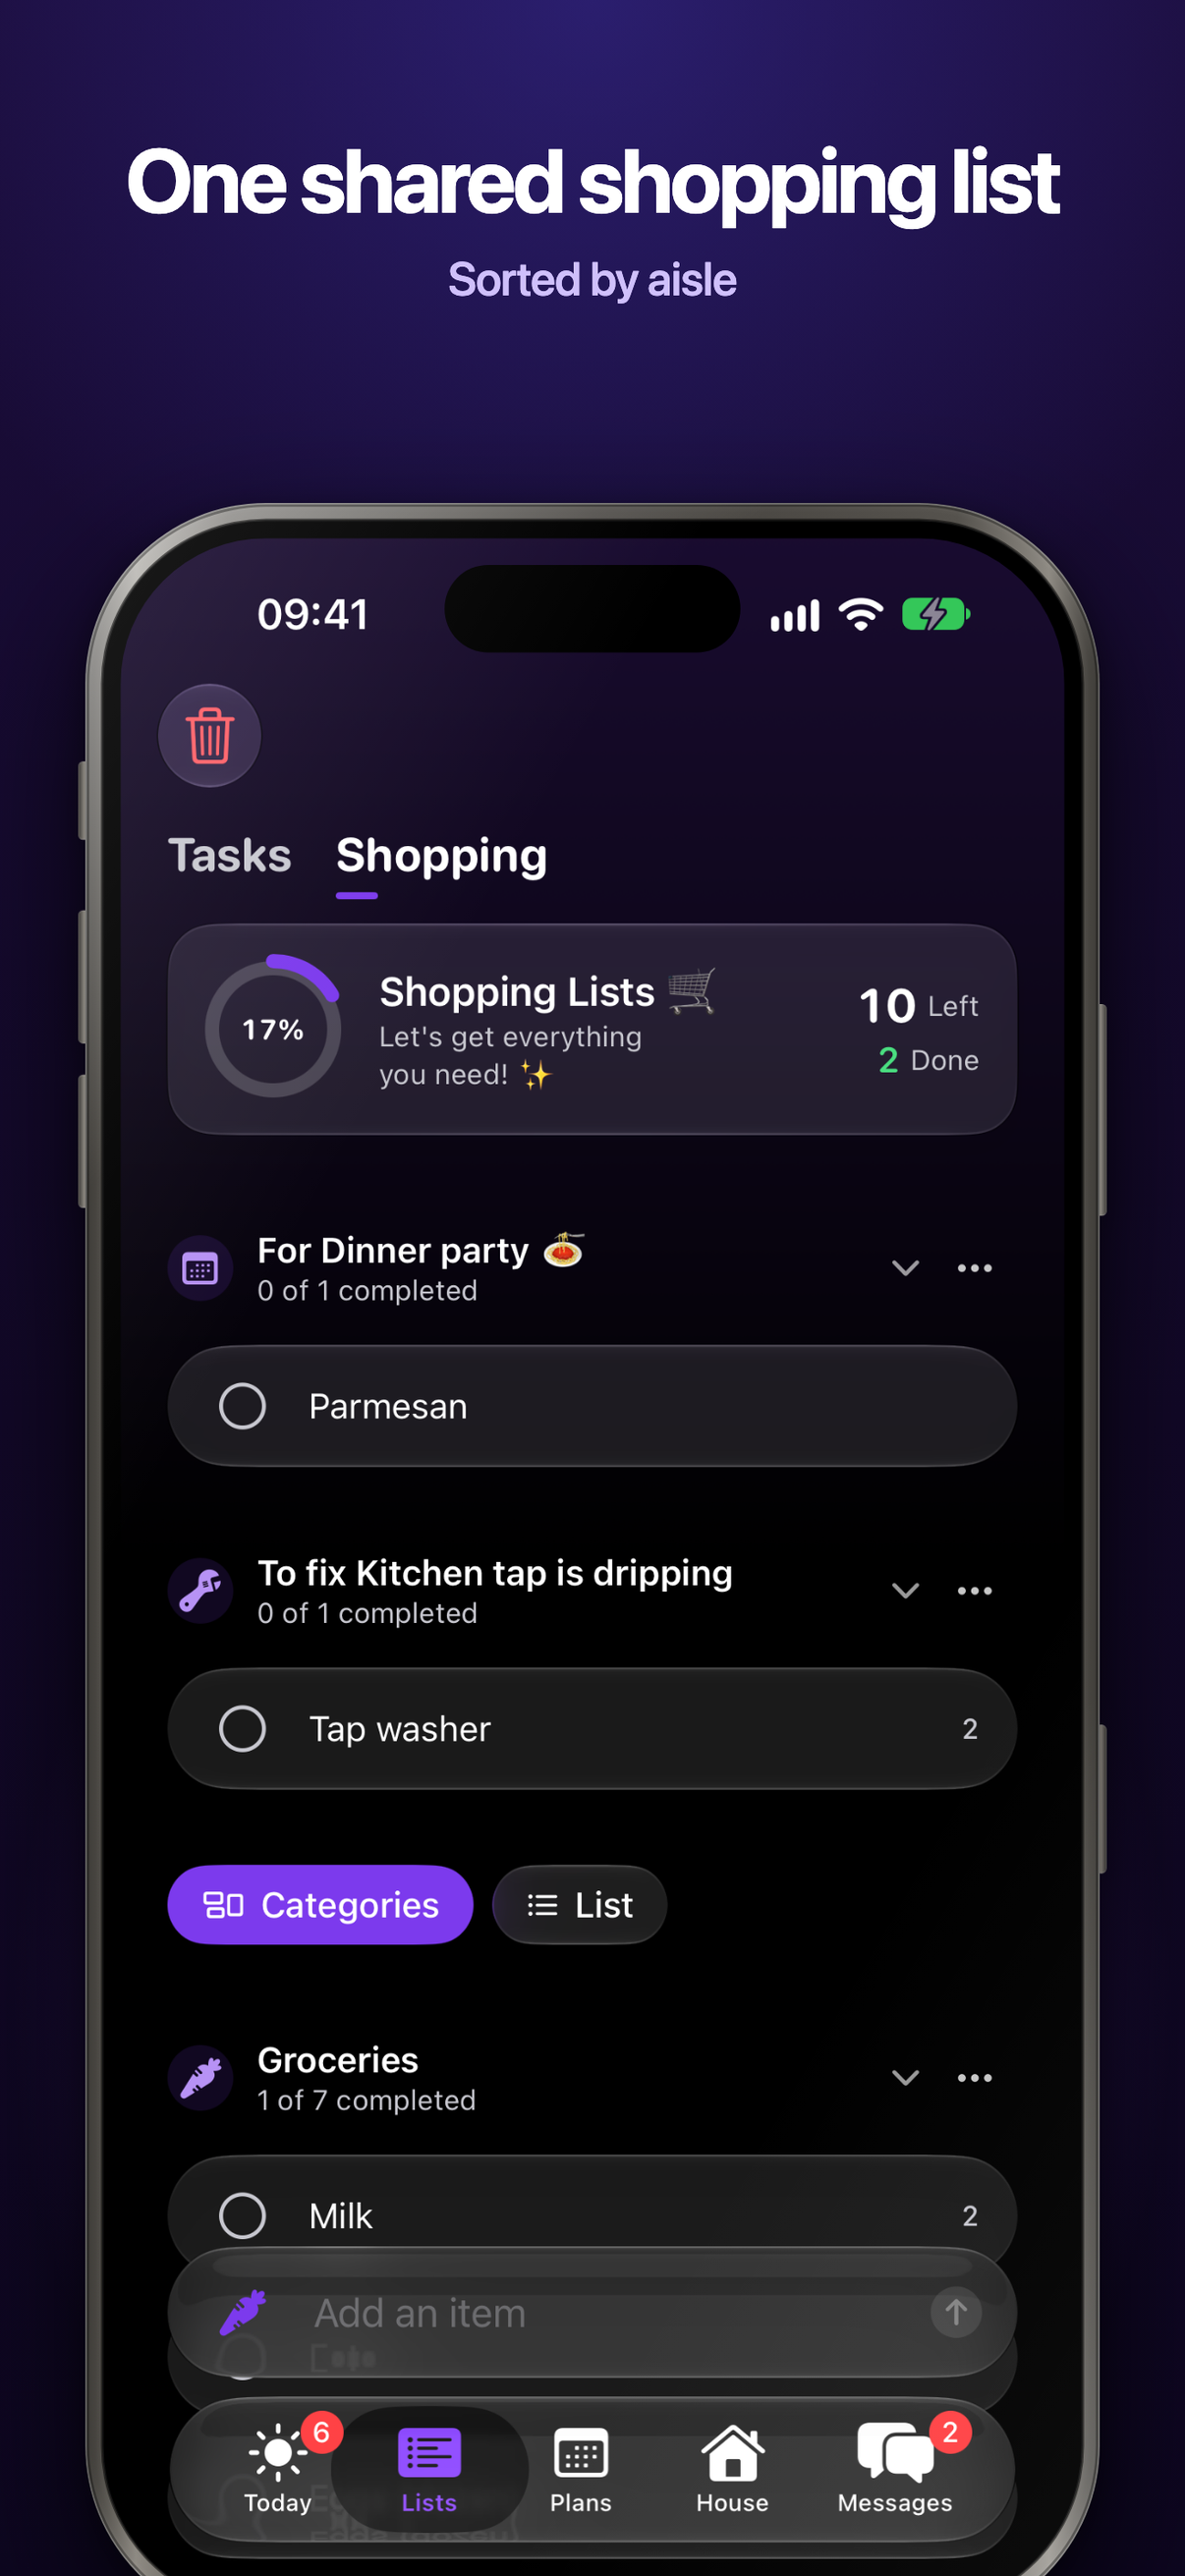 One shared shopping list
Sorted by aisle
09:41
Tasks Shopping
17%
Shopping Lists
Let's get everything
you need!
10 Left
2 Done
For Dinner party
0 of 1 completed
Parmesan
To fix Kitchen tap is dripping
0 of 1 completed
Tap washer 2
Categories List
Groceries
1 of 7 completed
Milk 2
Add an item
6 2
Today Lists Plans House Messages